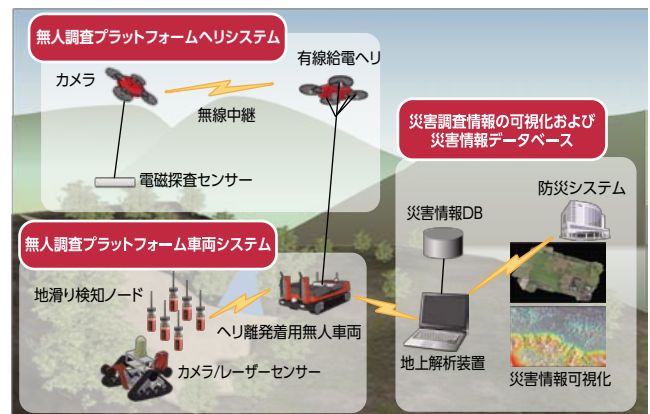 無人調査プラットフォームヘリシステム
有線給電ヘリ
カメラ
無線中継
電磁探査センサー
災害調査情報の可視化および
災害情報データベース
防災システム
災害情報DB
無人調査プラットフォーム車両システム
地滑り検知ノード
ヘリ離発着用無人車両
カメラ/レーザーセンサー
地上解析装置
災害情報可視化